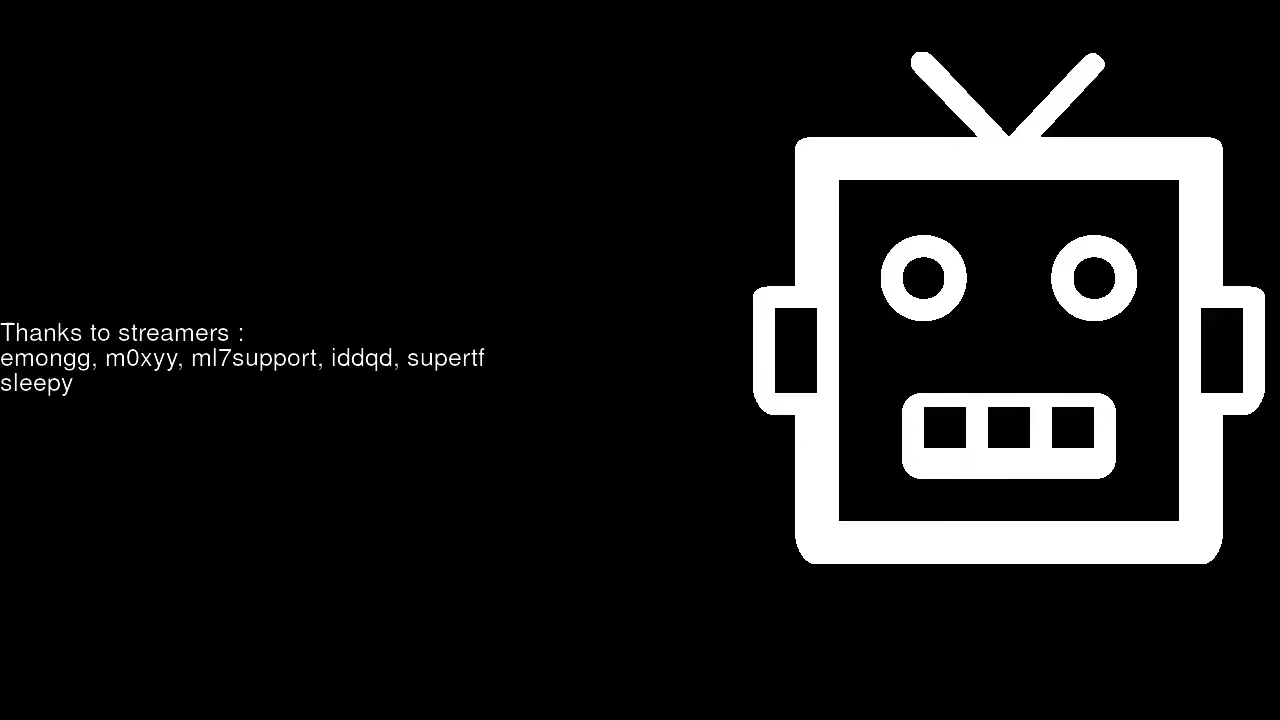 Thanks to streamers :
emongg, m0xyy, ml7support, iddqd, supertf
sleepy